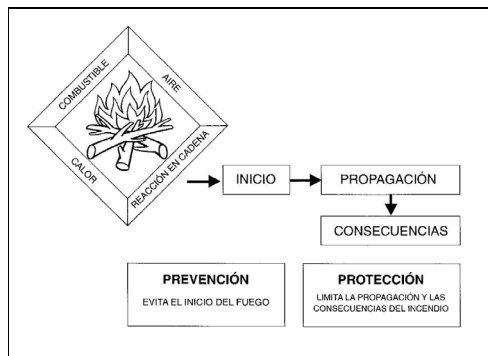 COMBUSTIBLE
AIRE
CALOR
REACCIÓN EN CADENA
INICIO
PROPAGACIÓN
CONSECUENCIAS
PREVENCIÓN
EVITA EL INICIO DEL FUEGO
PROTECCIÓN
LIMITA LA PROPAGACIÓN Y LAS
CONSECUENCIAS DEL INCENDIO